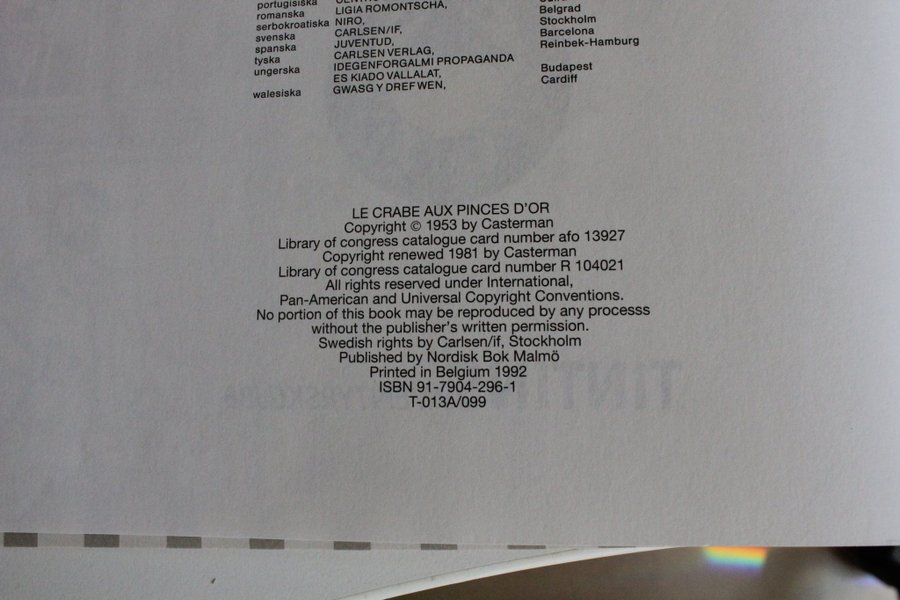 portugisiska
romanska LIGIA ROMONTSCHA,
serbokroatiska NIRO, Belgrad
svenska CARLSEN/IF, Stockholm
spanska JUVENTUD, Barcelona
tyska CARLSEN VERLAG, Reinbek-Hamburg
ungerska IDEGENFORGALMI PROPAGANDA
ES KIADO VALLALAT, Budapest
walesiska GWASG Y DREF WEN, Cardiff
LE CRABE AUX PINCES D'OR
Copyright © 1953 by Casterman
Library of congress catalogue card number afo 13927
Copyright renewed 1981 by Casterman
Library of congress catalogue card number R 104021
All rights reserved under International,
Pan-American and Universal Copyright Conventions.
No portion of this book may be reproduced by any processs
without the publisher's written permission.
Swedish rights by Carlsen/if, Stockholm
Published by Nordisk Bok Malmö
Printed in Belgium 1992
ISBN 91-7904-296-1
T-013A/099
TINTIN